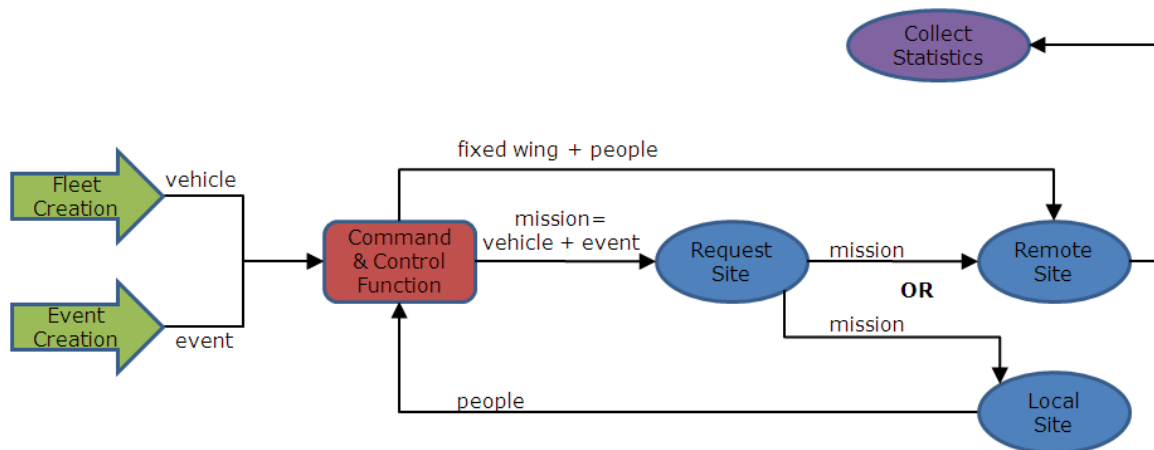 Collect
Statistics
fixed wing + people
Fleet
Creation
vehicle
Command
& Control
Function
mission=
vehicle + event
Request
Site
mission
OR
mission
Remote
Site
Event
Creation
event
people
Local
Site